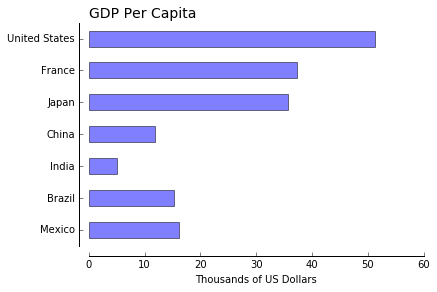 GDP Per Capita
United States
France
Japan
China
India
Brazil
Mexico
0 10 20 30 40 50 60
Thousands of US Dollars